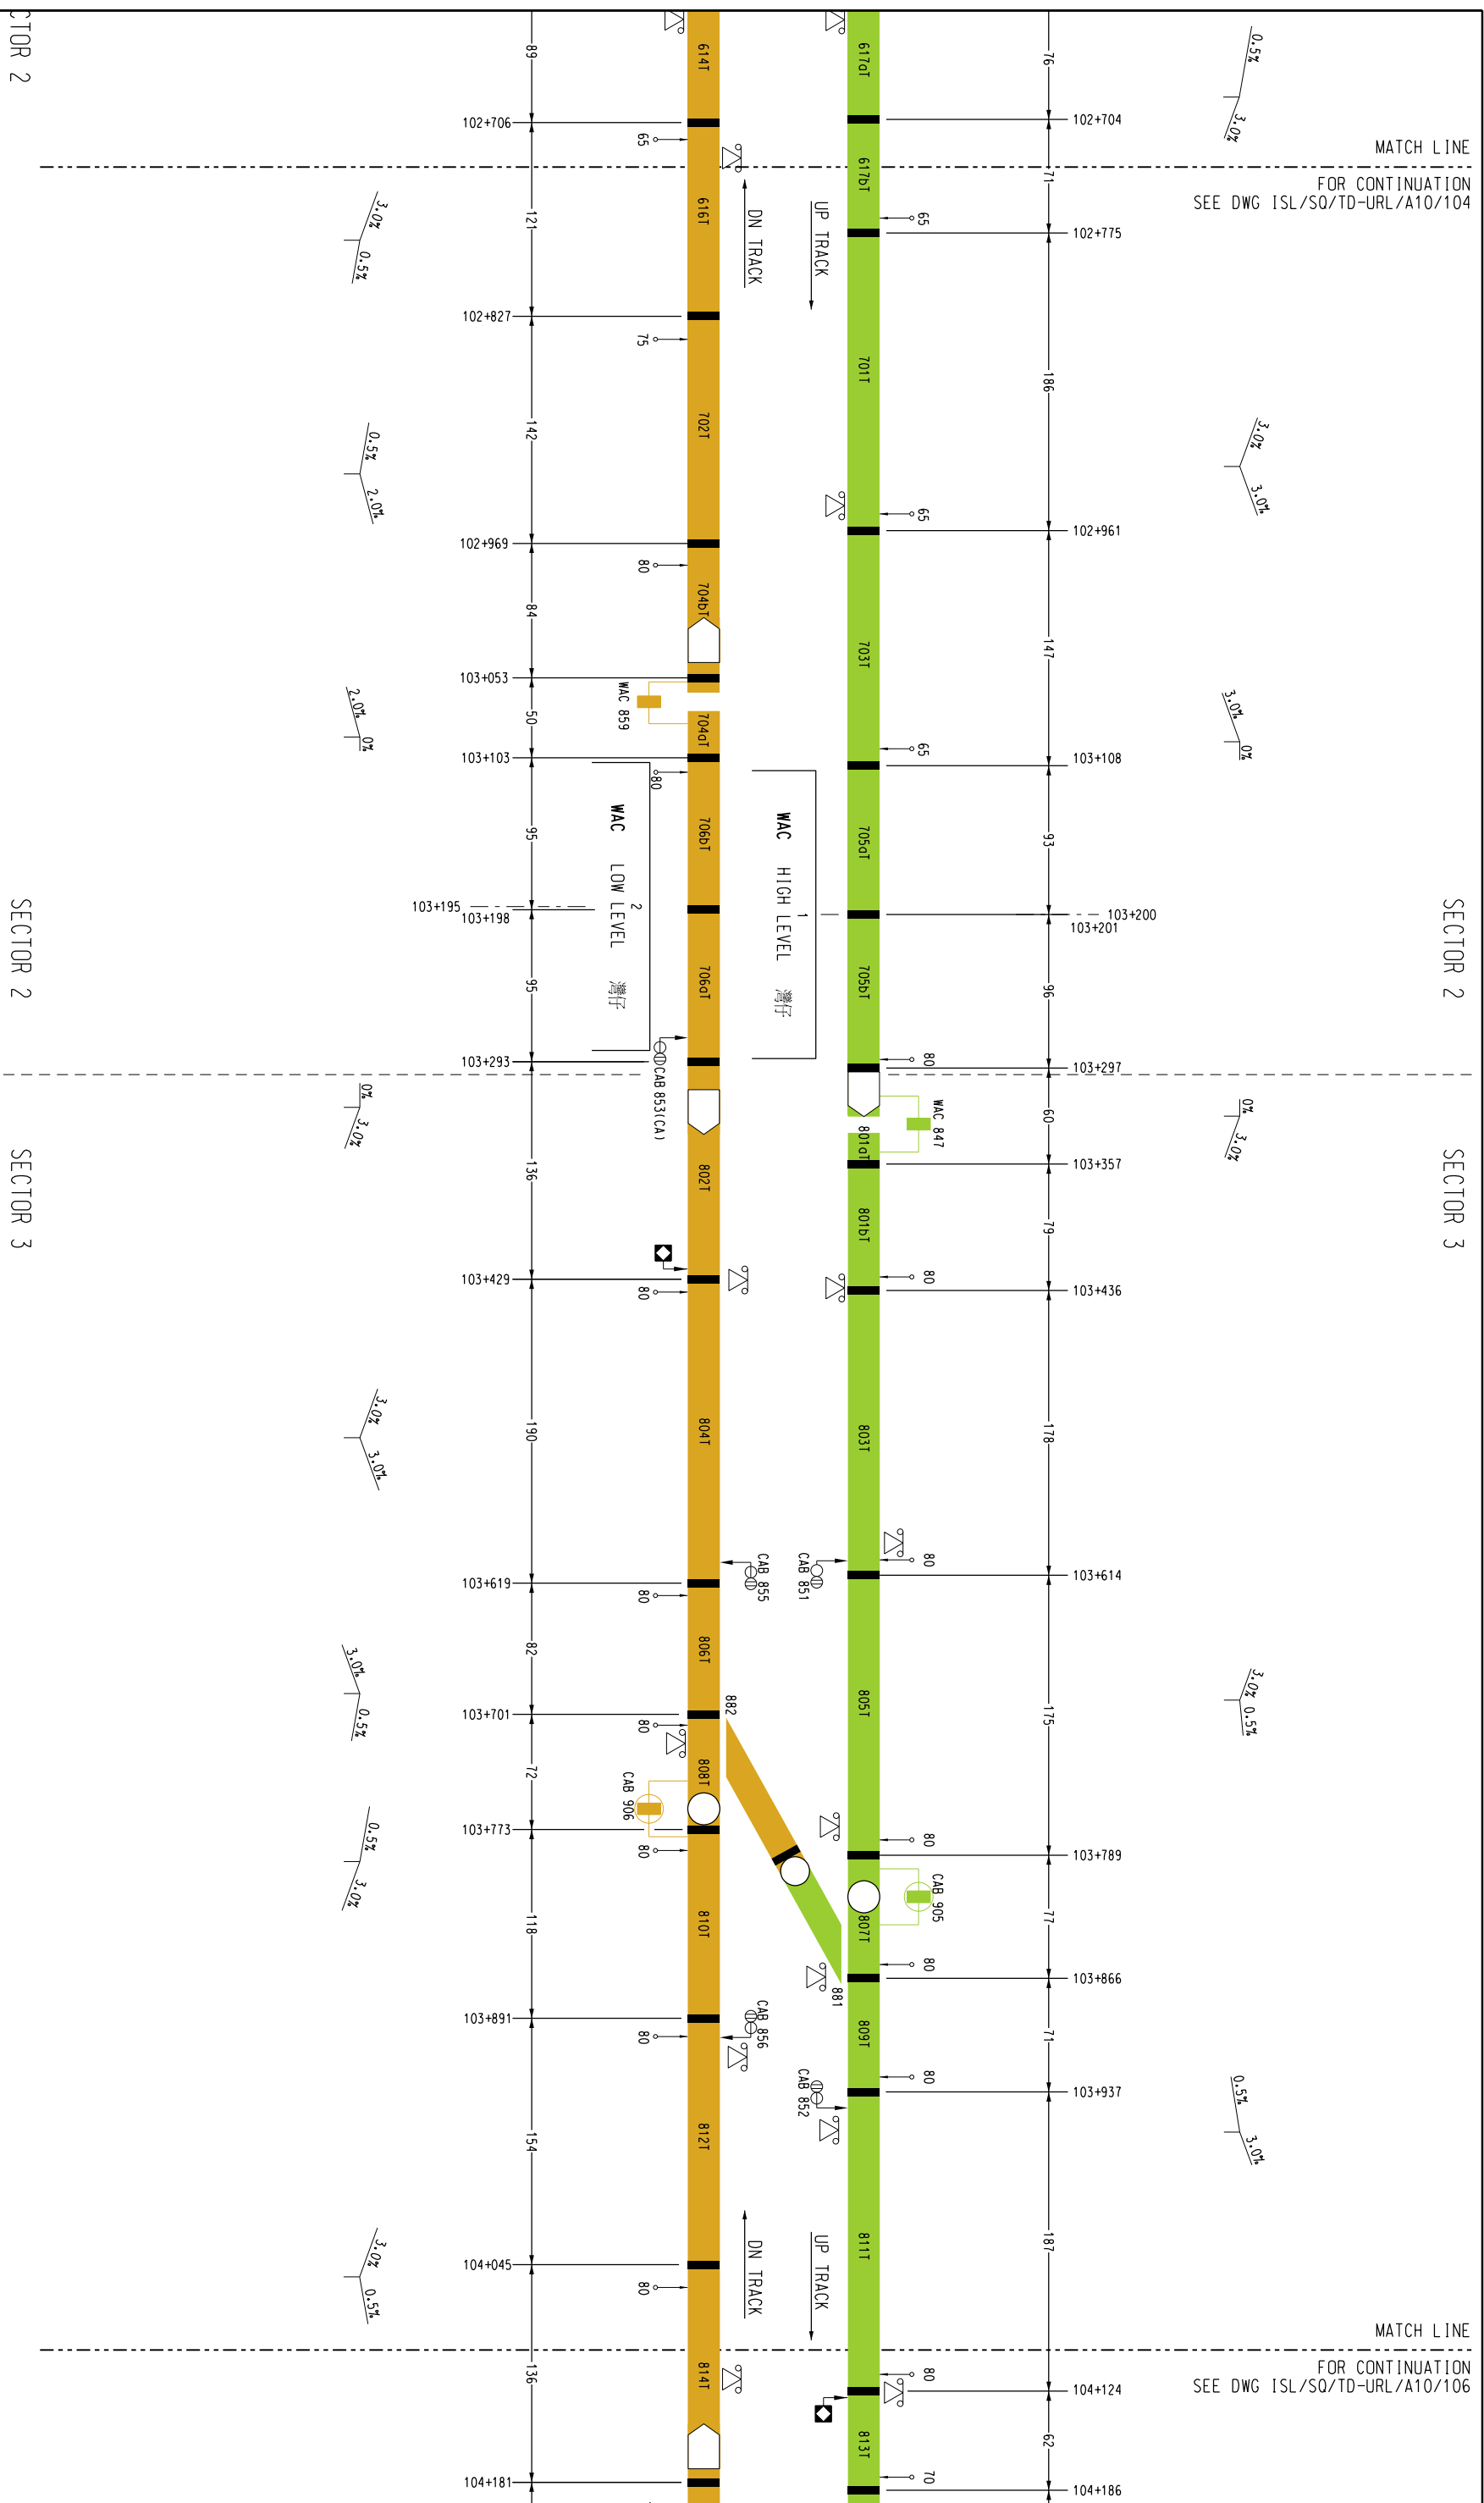 CTOR 2
89
614T
617aT
76
0.5%
3.0%
102+706
102+704
65
MATCH LINE
FOR CONTINUATION
SEE DWG ISL/SQ/TD-URL/A10/104
617bT
71
65
102+775
3.0%
0.5%
121
616T
DN TRACK
UP TRACK
102+827
75
0.5%
2.0%
142
702T
701T
186
3.0%
3.0%
65
102+961
102+969
80
84
704bT
703T
147
103+053
WAC 859
50
704aT
2.0%
0%
3.0%
0%
65
103+103
103+108
80
95
706bT
WAC LOW LEVEL 灣仔
2
WAC HIGH LEVEL 灣仔
1
705aT
93
SECTOR 2
103+195
103+198
103+200
103+201
SECTOR 2
95
706aT
705bT
96
103+293
CAB 853(CA)
80
103+297
0%
3.0%
WAC 847
801aT
60
0%
3.0%
103+357
SECTOR 3
136
802T
801bT
79
SECTOR 3
80
103+429
80
103+436
3.0%
3.0%
190
804T
803T
178
CAB 855
CAB 851
80
103+614
103+619
80
82
806T
3.0%
0.5%
882
805T
175
3.0%
0.5%
103+701
80
72
808T
CAB 906
103+773
80
80
103+789
0.5%
3.0%
118
810T
CAB 905
807T
77
80
103+866
881
103+891
80
CAB 856
809T
71
CAB 852
80
103+937
154
812T
0.5%
3.0%
DN TRACK
UP TRACK
811T
187
3.0%
0.5%
104+045
80
MATCH LINE
FOR CONTINUATION
SEE DWG ISL/SQ/TD-URL/A10/106
136
814T
80
104+124
813T
62
70
104+181
104+186